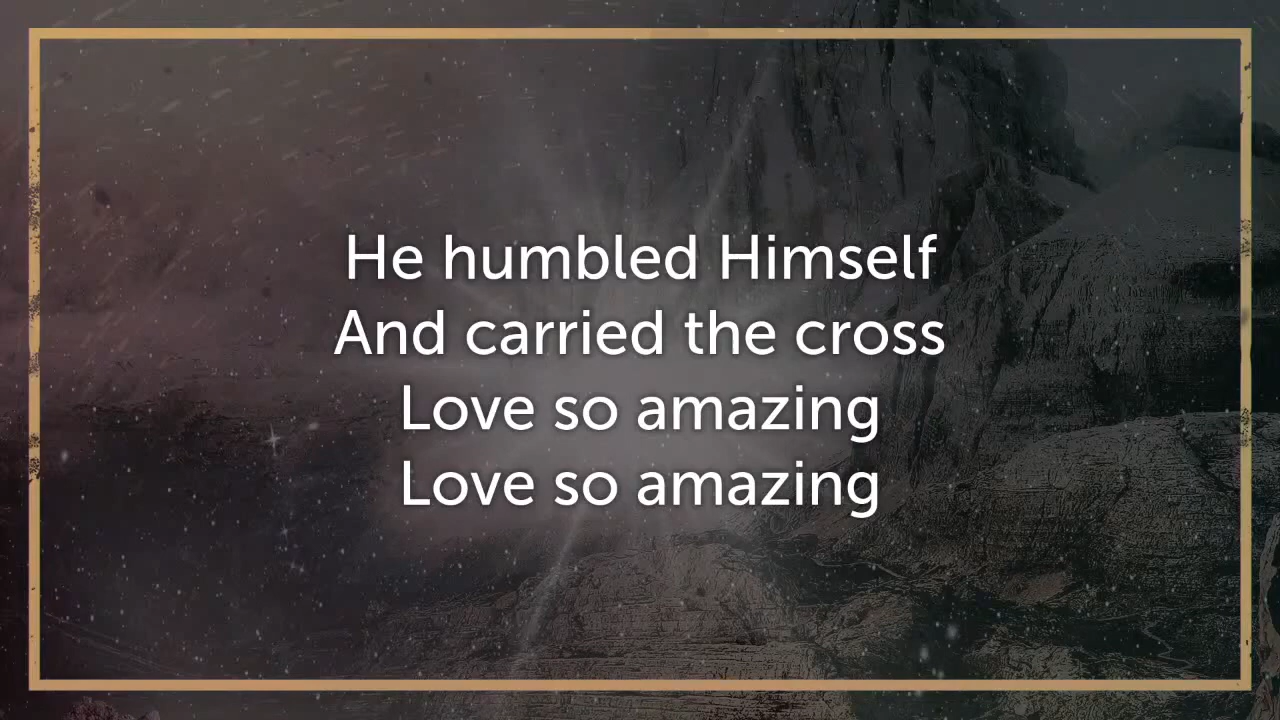 He humbled Himself
And carried the cross
Love so amazing
Love so amazing